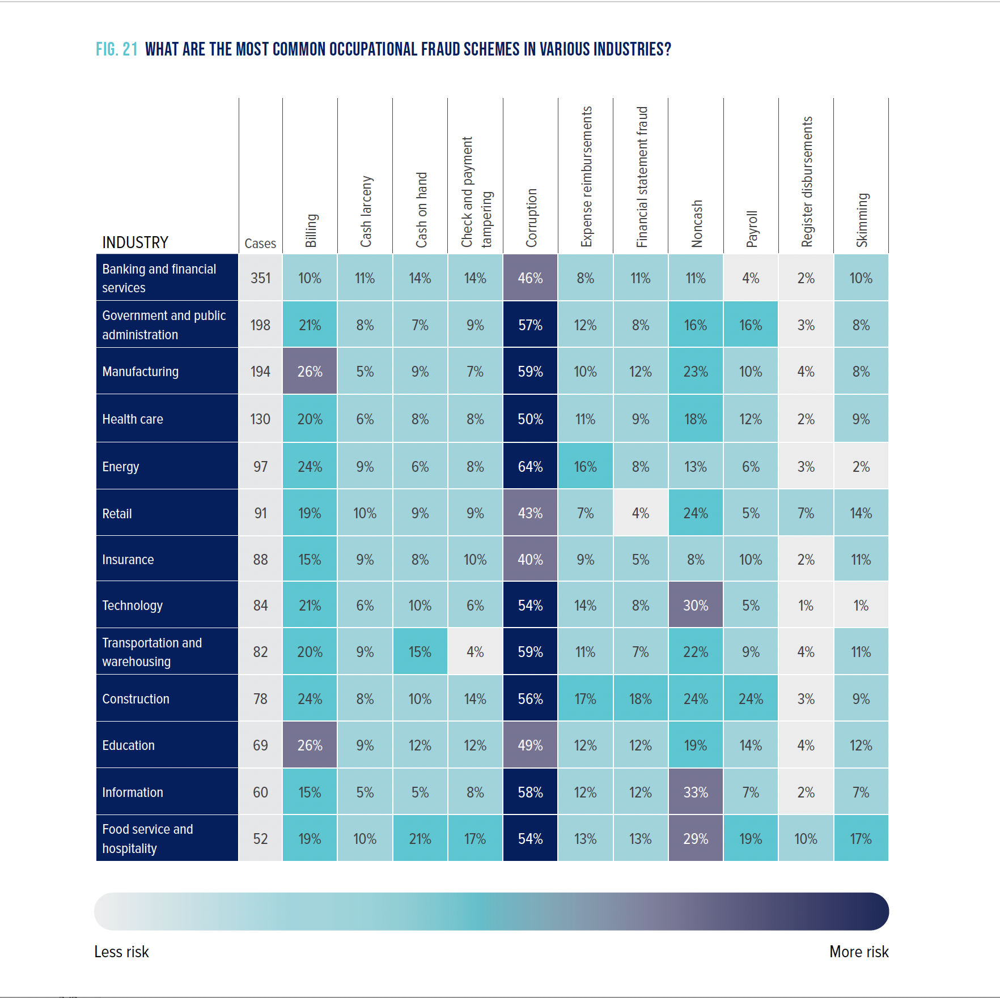 FIG. 21 WHAT ARE THE MOST COMMON OCCUPATIONAL FRAUD SCHEMES IN VARIOUS INDUSTRIES?
INDUSTRY Cases Billing Cash larceny Cash on hand Check and payment tampering Corruption Expense reimbursements Financial statement fraud Noncash Payroll Register disbursements Skimming
Banking and financial services 351 10% 11% 14% 14% 46% 8% 11% 11% 4% 2% 10%
Government and public administration 198 21% 8% 7% 9% 57% 12% 8% 16% 16% 3% 8%
Manufacturing 194 26% 5% 9% 7% 59% 10% 12% 23% 10% 4% 8%
Health care 130 20% 6% 8% 8% 50% 11% 9% 18% 12% 2% 9%
Energy 97 24% 9% 6% 8% 64% 16% 8% 13% 6% 3% 2%
Retail 91 19% 10% 9% 9% 43% 7% 4% 24% 5% 7% 14%
Insurance 88 15% 9% 8% 10% 40% 9% 5% 8% 10% 2% 11%
Technology 84 21% 6% 10% 6% 54% 14% 8% 30% 5% 1% 1%
Transportation and warehousing 82 20% 9% 15% 4% 59% 11% 7% 22% 9% 4% 11%
Construction 78 24% 8% 10% 14% 56% 17% 18% 24% 24% 3% 9%
Education 69 26% 9% 12% 12% 49% 12% 12% 19% 14% 4% 12%
Information 60 15% 5% 5% 8% 58% 12% 12% 33% 7% 2% 7%
Food service and hospitality 52 19% 10% 21% 17% 54% 13% 13% 29% 19% 10% 17%
Less risk More risk